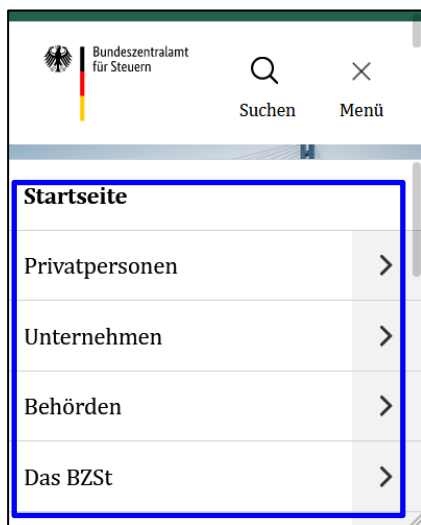 Bundeszentralamt
für Steuern
Suchen
Menü
Startseite
Privatpersonen
Unternehmen
Behörden
Das BZSt